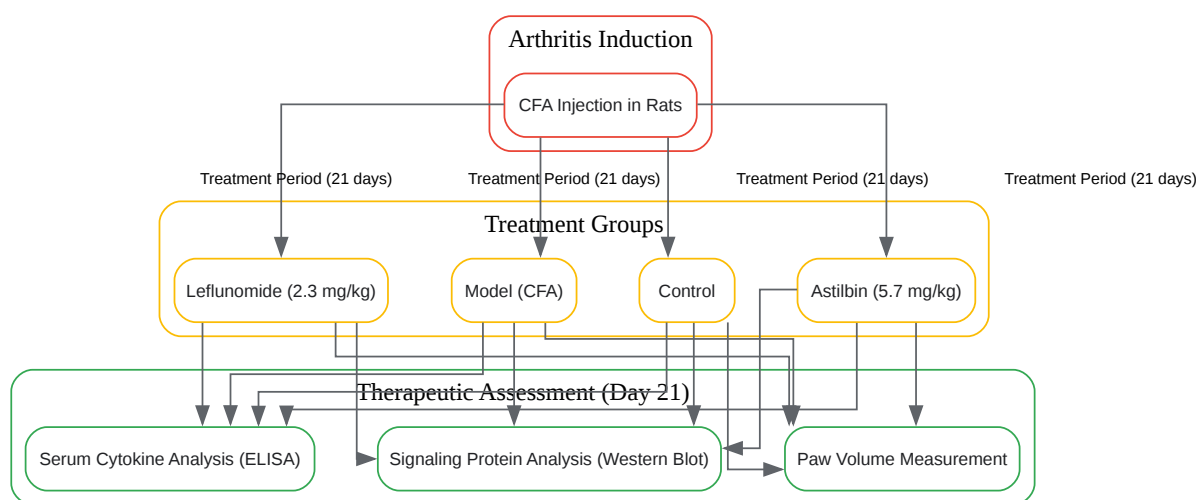 Arthritis Induction
CFA Injection in Rats
Treatment Period (21 days)
Treatment Period (21 days)
Treatment Period (21 days)
Treatment Period (21 days)
Treatment Groups
Leflunomide (2.3 mg/kg)
Model (CFA)
Control
Astilbin (5.7 mg/kg)
Therapeutic Assessment (Day 21)
Serum Cytokine Analysis (ELISA)
Signaling Protein Analysis (Western Blot)
Paw Volume Measurement